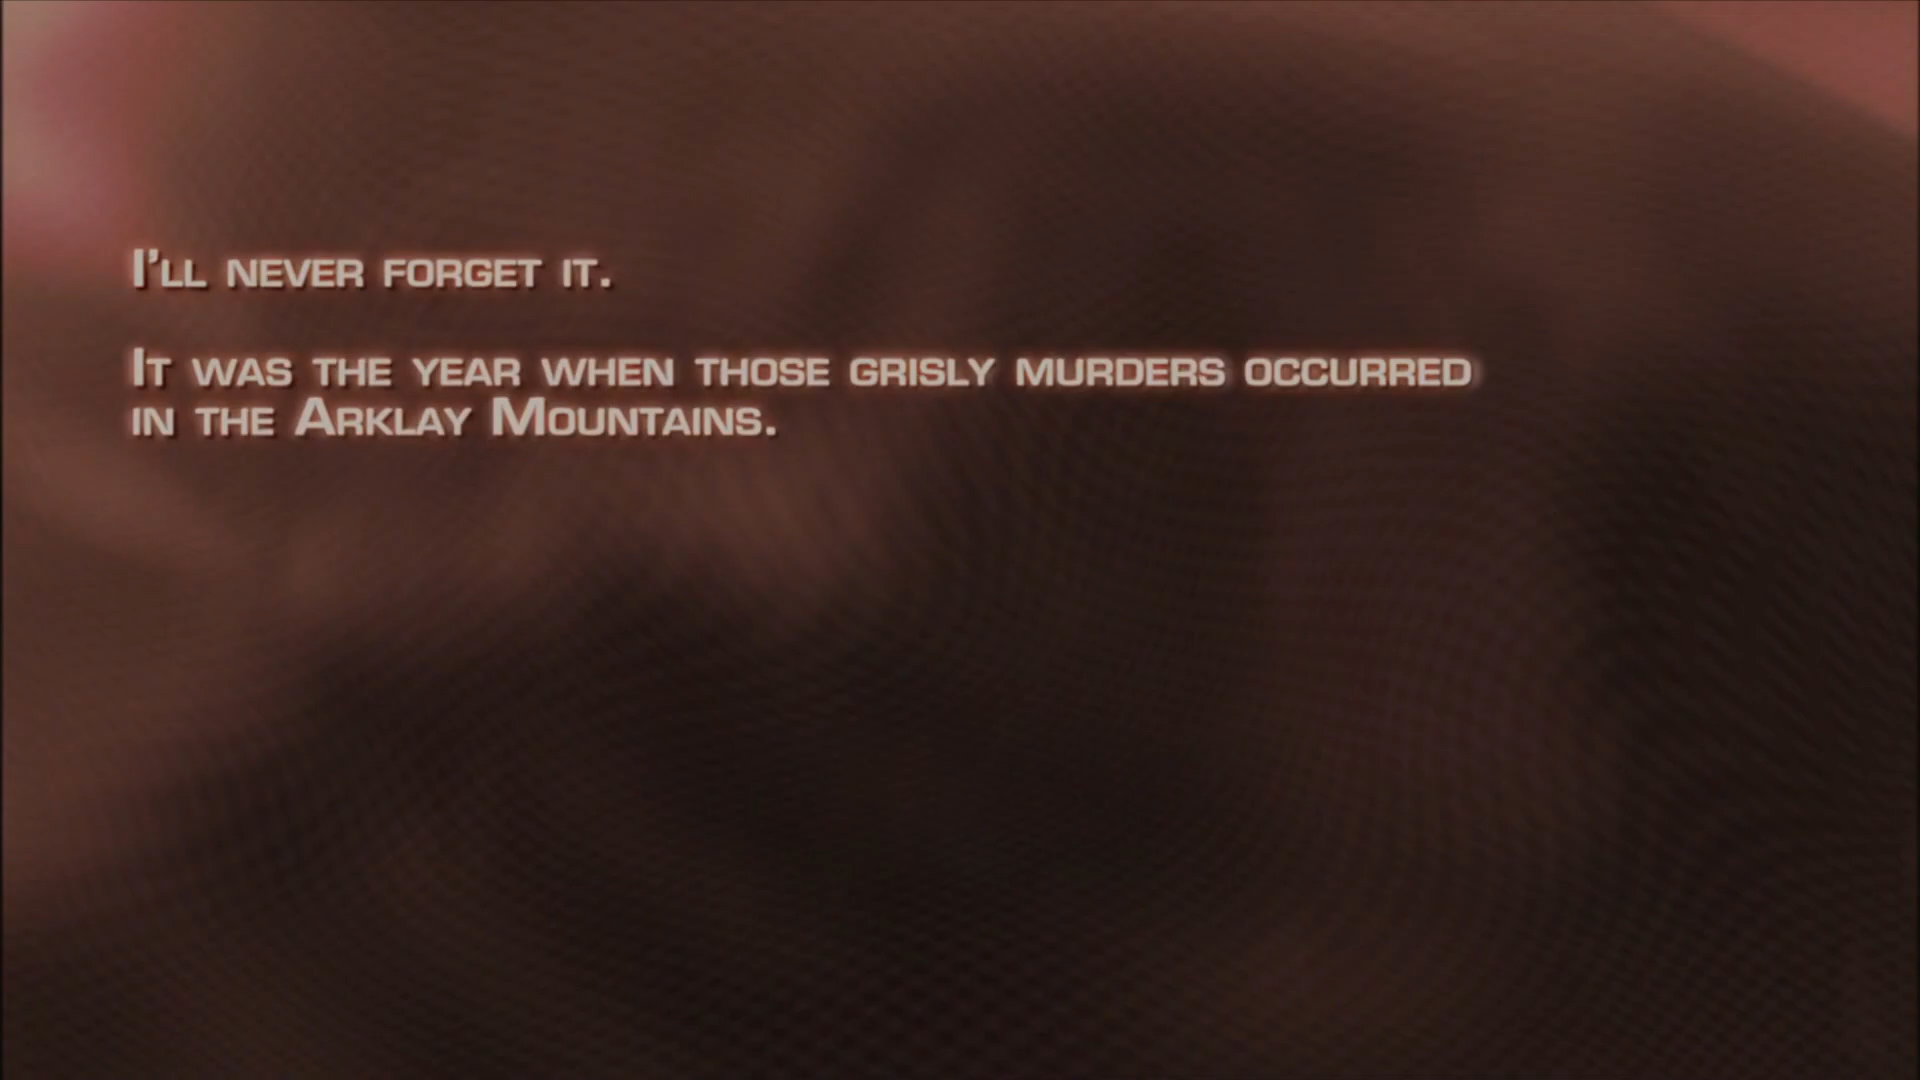 I'll never forget it.
It was the year when those grisly murders occurred
in the Arklay Mountains.